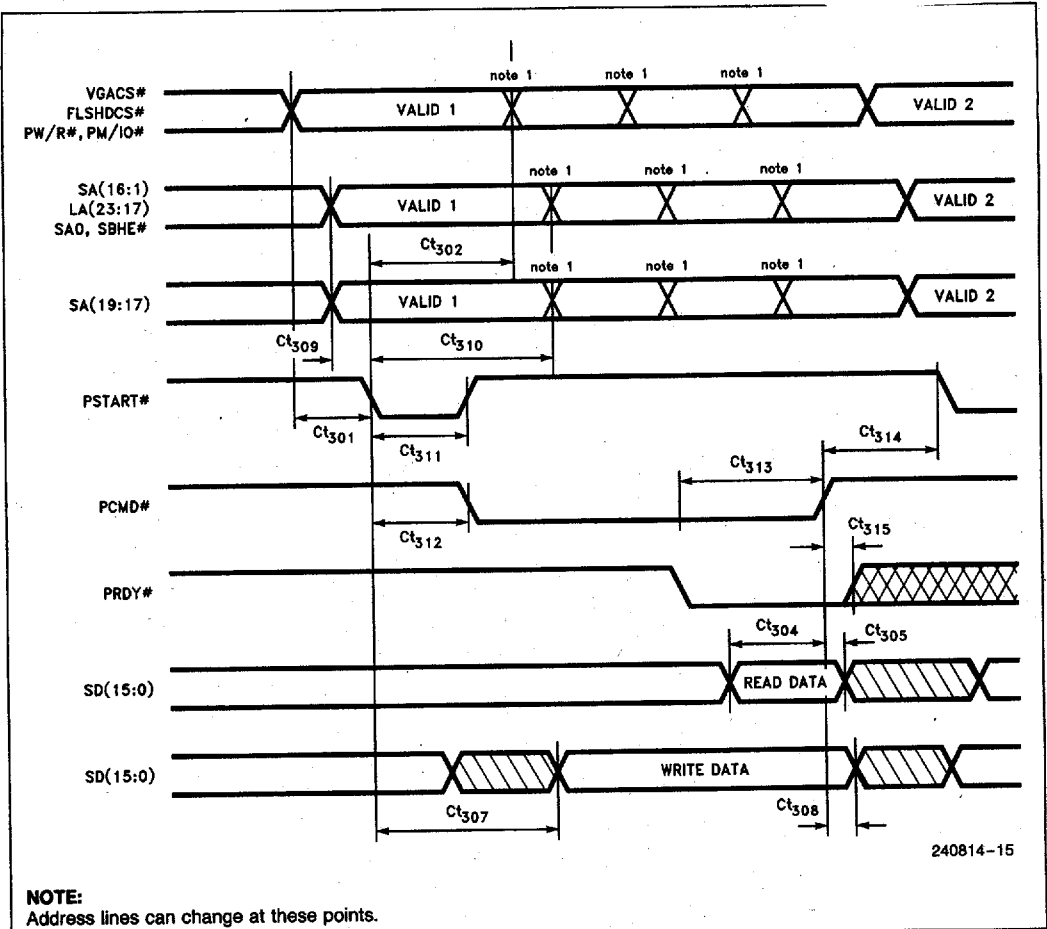 note 1 note 1 note 1
VGACS#
FLSHDCS#
PW/R#, PM/IO#
VALID 1
VALID 2
note 1 note 1 note 1
SA(16:1)
LA(23:17)
SA0, SBHE#
VALID 1
VALID 2
Ct302
note 1 note 1 note 1
SA(19:17)
VALID 1
VALID 2
Ct309
Ct310
PSTART#
Ct301
Ct311
Ct314
Ct313
PCMD#
Ct312
Ct315
PRDY#
Ct304
Ct305
SD(15:0)
READ DATA
SD(15:0)
WRITE DATA
Ct307
Ct308
240814-15
NOTE:
Address lines can change at these points.